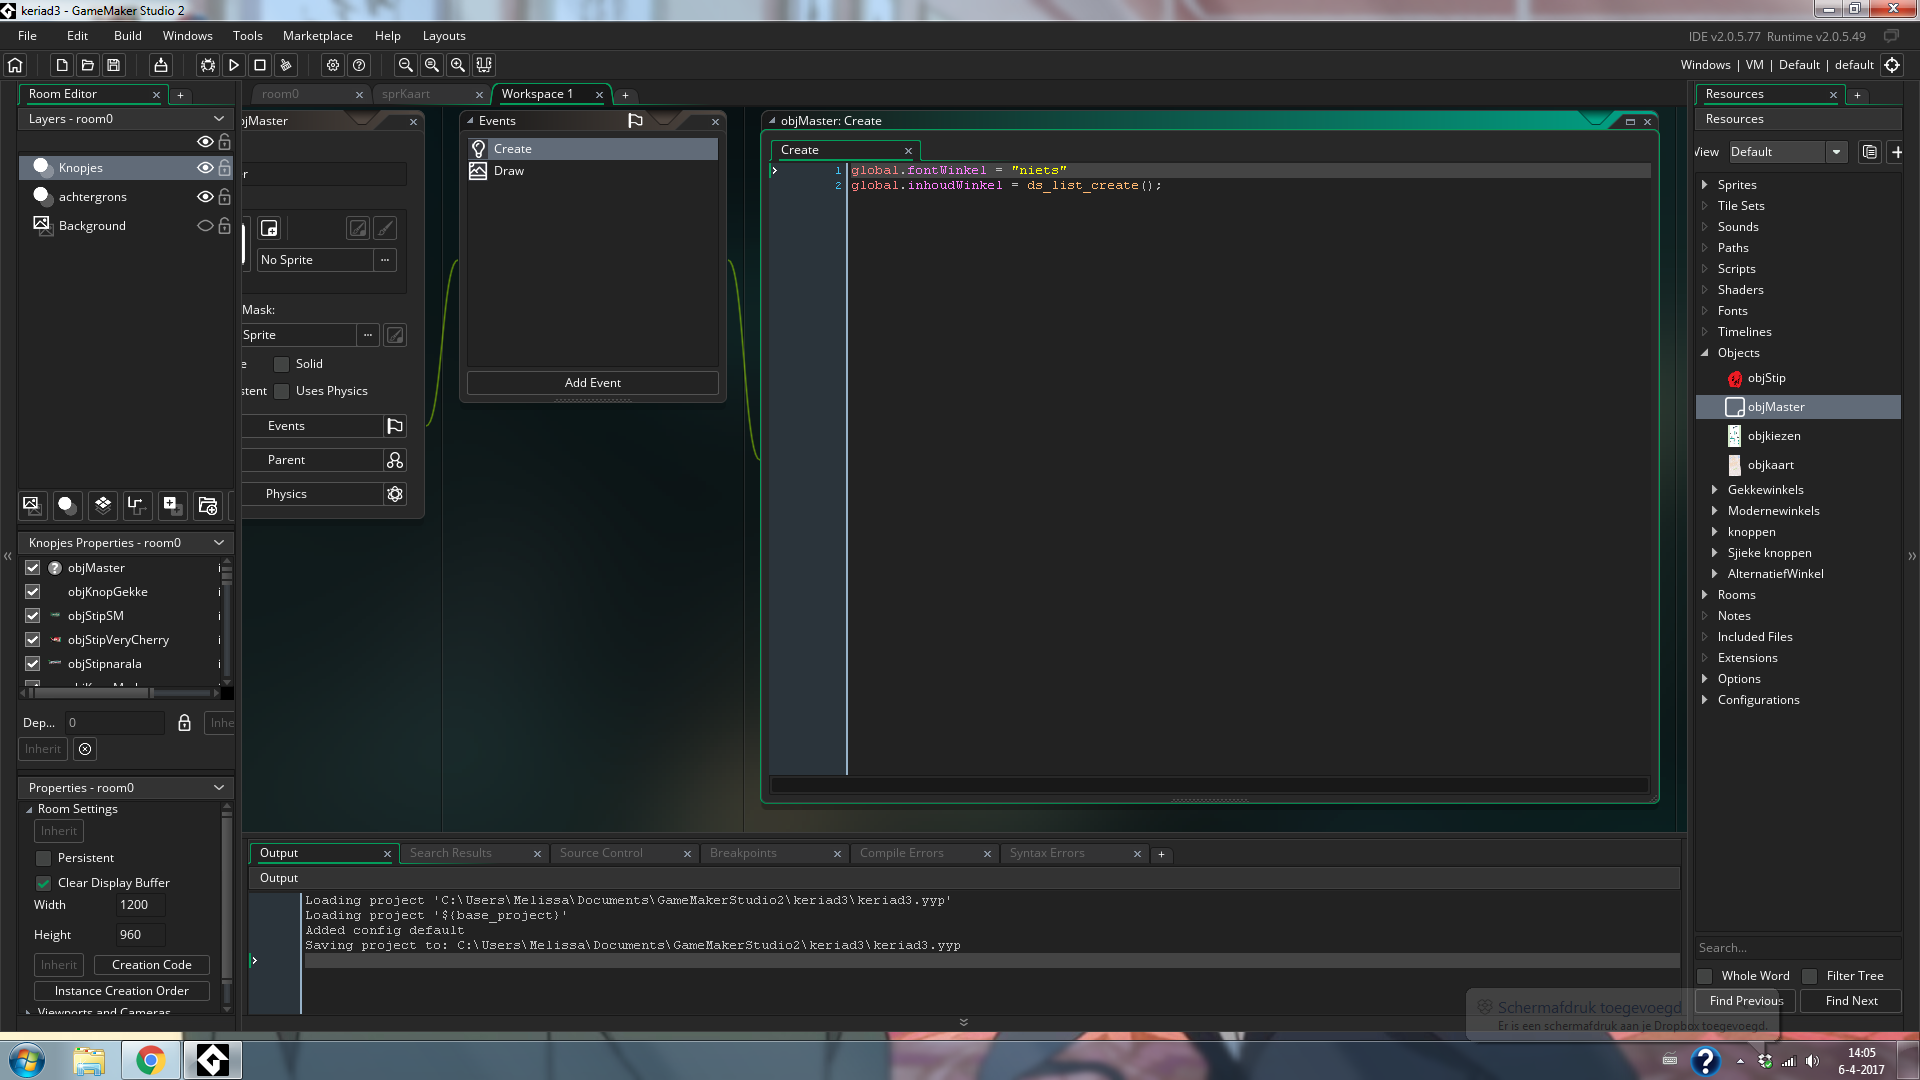 keriad3 - GameMaker Studio 2
File Edit Build Windows Tools Marketplace Help Layouts
IDE v2.0.5.77 Runtime v2.0.5.49
Windows | VM | Default | default
Room Editor
Layers - room0
Knopjes
achtergrons
Background
Knopjes Properties - room0
objMaster i
objKnopGekke i
objStipSM i
objStipVeryCherry i
objStipnarala i
Dep... 0 Inhe
Inherit
Properties - room0
Room Settings
Inherit
Persistent
Clear Display Buffer
Width 1200
Height 960
Inherit Creation Code
Instance Creation Order
Viewports and Cameras
room0 sprKaart Workspace 1
bjMaster
er
No Sprite
Mask:
Sprite
e Solid
stent Uses Physics
Events
Parent
Physics
Events
Create
Draw
Add Event
objMaster: Create
Create
1 global.fontWinkel = "niets"
2 global.inhoudWinkel = ds_list_create();
Output Search Results Source Control Breakpoints Compile Errors Syntax Errors
Output
Loading project 'C:\Users\Melissa\Documents\GameMakerStudio2\keriad3\keriad3.yyp'
Loading project '${base_project}'
Added config default
Saving project to: C:\Users\Melissa\Documents\GameMakerStudio2\keriad3\keriad3.yyp
Resources
Resources
View Default
Sprites
Tile Sets
Sounds
Paths
Scripts
Shaders
Fonts
Timelines
Objects
objStip
objMaster
objkiezen
objkaart
Gekkewinkels
Modernewinkels
knoppen
Sjieke knoppen
AlternatiefWinkel
Rooms
Notes
Included Files
Extensions
Options
Configurations
Search...
Whole Word Filter Tree
Find Previous Find Next
Schermafdruk toegevoegd
Er is een schermafdruk aan je Dropbox toegevoegd.
14:05
6-4-2017